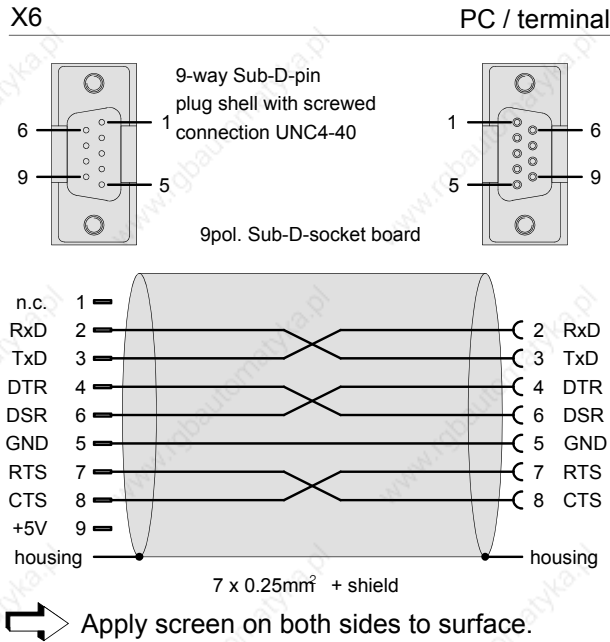 X6 PC / terminal
9-way Sub-D-pin
plug shell with screwed
connection UNC4-40
6 1 1 6
9 5 5 9
9pol. Sub-D-socket board
n.c. 1
RxD 2 2 RxD
TxD 3 3 TxD
DTR 4 4 DTR
DSR 6 6 DSR
GND 5 5 GND
RTS 7 7 RTS
CTS 8 8 CTS
+5V 9
housing housing
7 x 0.25mm² + shield
Apply screen on both sides to surface.
www.rgbautomatyka.pl